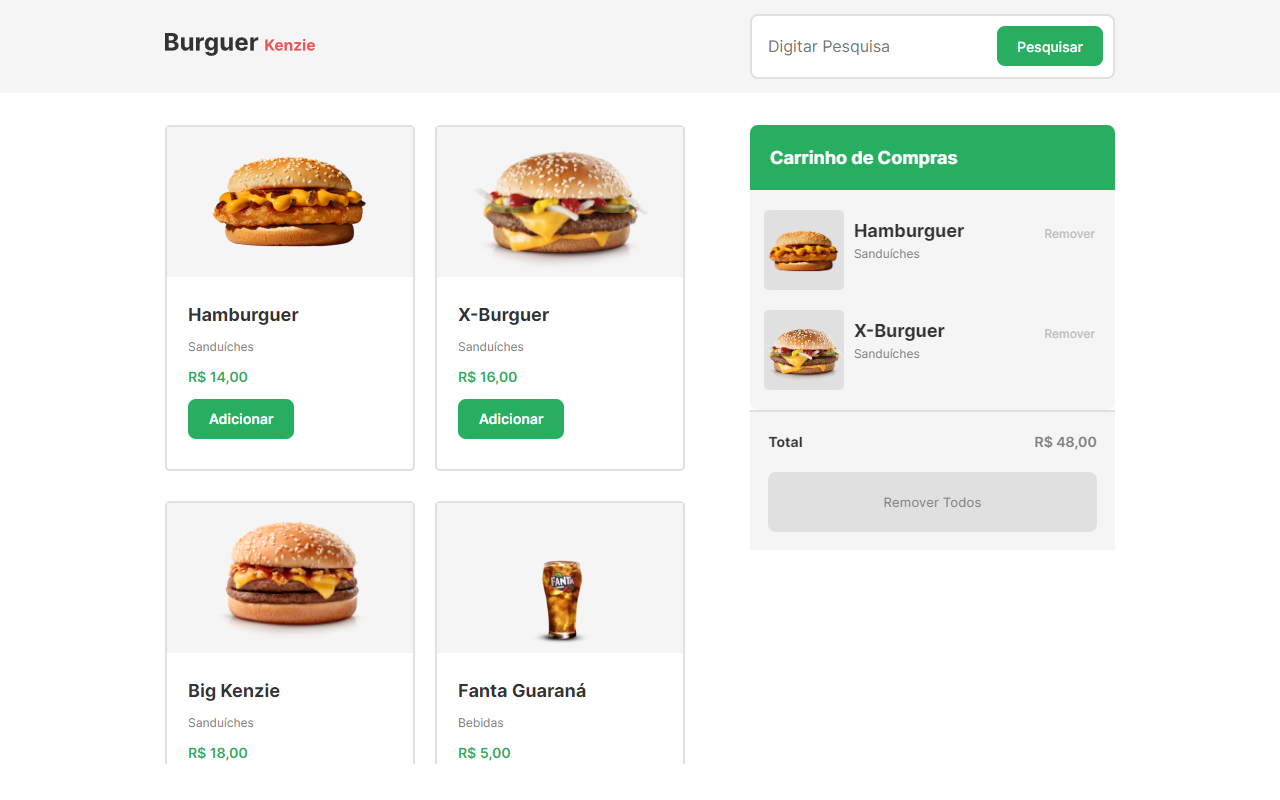 Burguer Kenzie
Digitar Pesquisa
Pesquisar
Hamburguer
Sanduíches
R$ 14,00
Adicionar
X-Burguer
Sanduíches
R$ 16,00
Adicionar
Big Kenzie
Sanduíches
R$ 18,00
FANTA
Fanta Guaraná
Bebidas
R$ 5,00
Carrinho de Compras
Hamburguer
Remover
Sanduíches
X-Burguer
Remover
Sanduíches
Total
R$ 48,00
Remover Todos